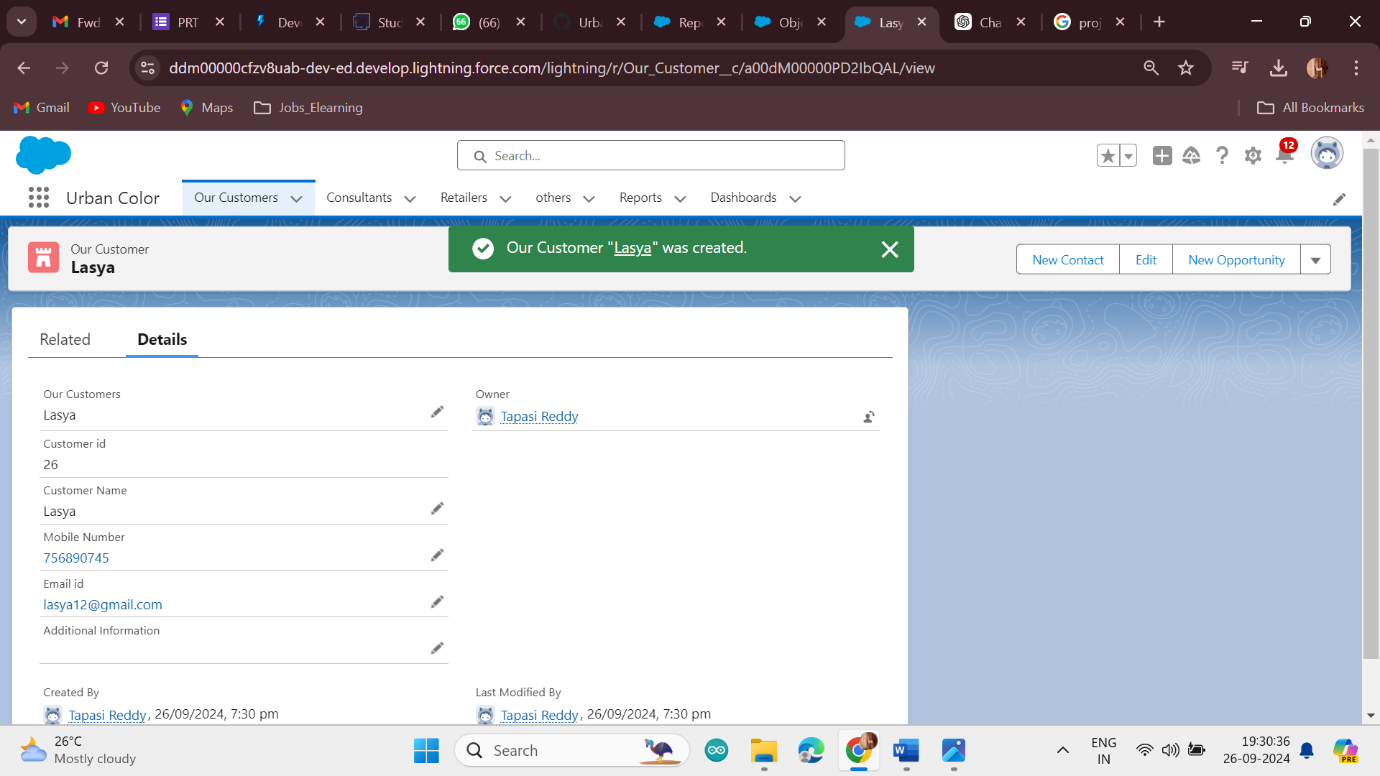 Fwd
PRT
Dev
Stud
(66)
Urb
Rep
Obj
Lasy
Cha
proj
ddm00000cfzv8uab-dev-ed.develop.lightning.force.com/lightning/r/Our_Customer__c/a00dM00000PD2IbQAL/view
Gmail
YouTube
Maps
Jobs_Elearning
All Bookmarks
Search...
12
Urban Color
Our Customers
Consultants
Retailers
others
Reports
Dashboards
Our Customer
Lasya
Our Customer "Lasya" was created.
New Contact
Edit
New Opportunity
Related
Details
Our Customers
Lasya
Owner
Tapasi Reddy
Customer id
26
Customer Name
Lasya
Mobile Number
756890745
Email id
lasya12@gmail.com
Additional Information
Created By
Tapasi Reddy, 26/09/2024, 7:30 pm
Last Modified By
Tapasi Reddy, 26/09/2024, 7:30 pm
26°C
Mostly cloudy
Search
ENG
IN
19:30:36
26-09-2024
PRE